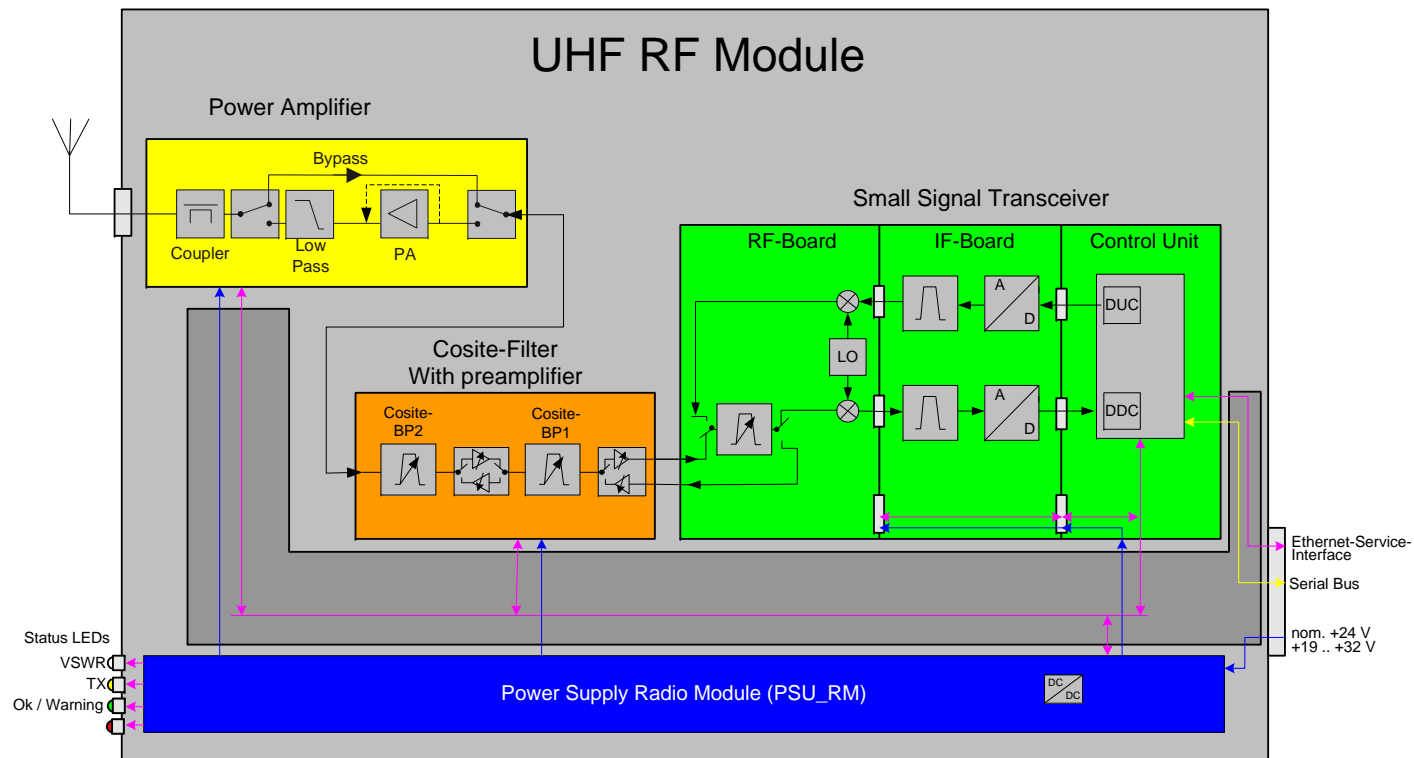 UHF RF Module
Power Amplifier
Bypass
Coupler
Low
Pass
PA
Small Signal Transceiver
RF-Board
IF-Board
Control Unit
A
D
DUC
LO
A
D
DDC
Cosite-Filter
With preamplifier
Cosite-
BP2
Cosite-
BP1
Ethernet-Service-
Interface
Serial Bus
nom. +24 V
+19 .. +32 V
Status LEDs
VSWR
TX
Ok / Warning
Power Supply Radio Module (PSU_RM)
DC
DC